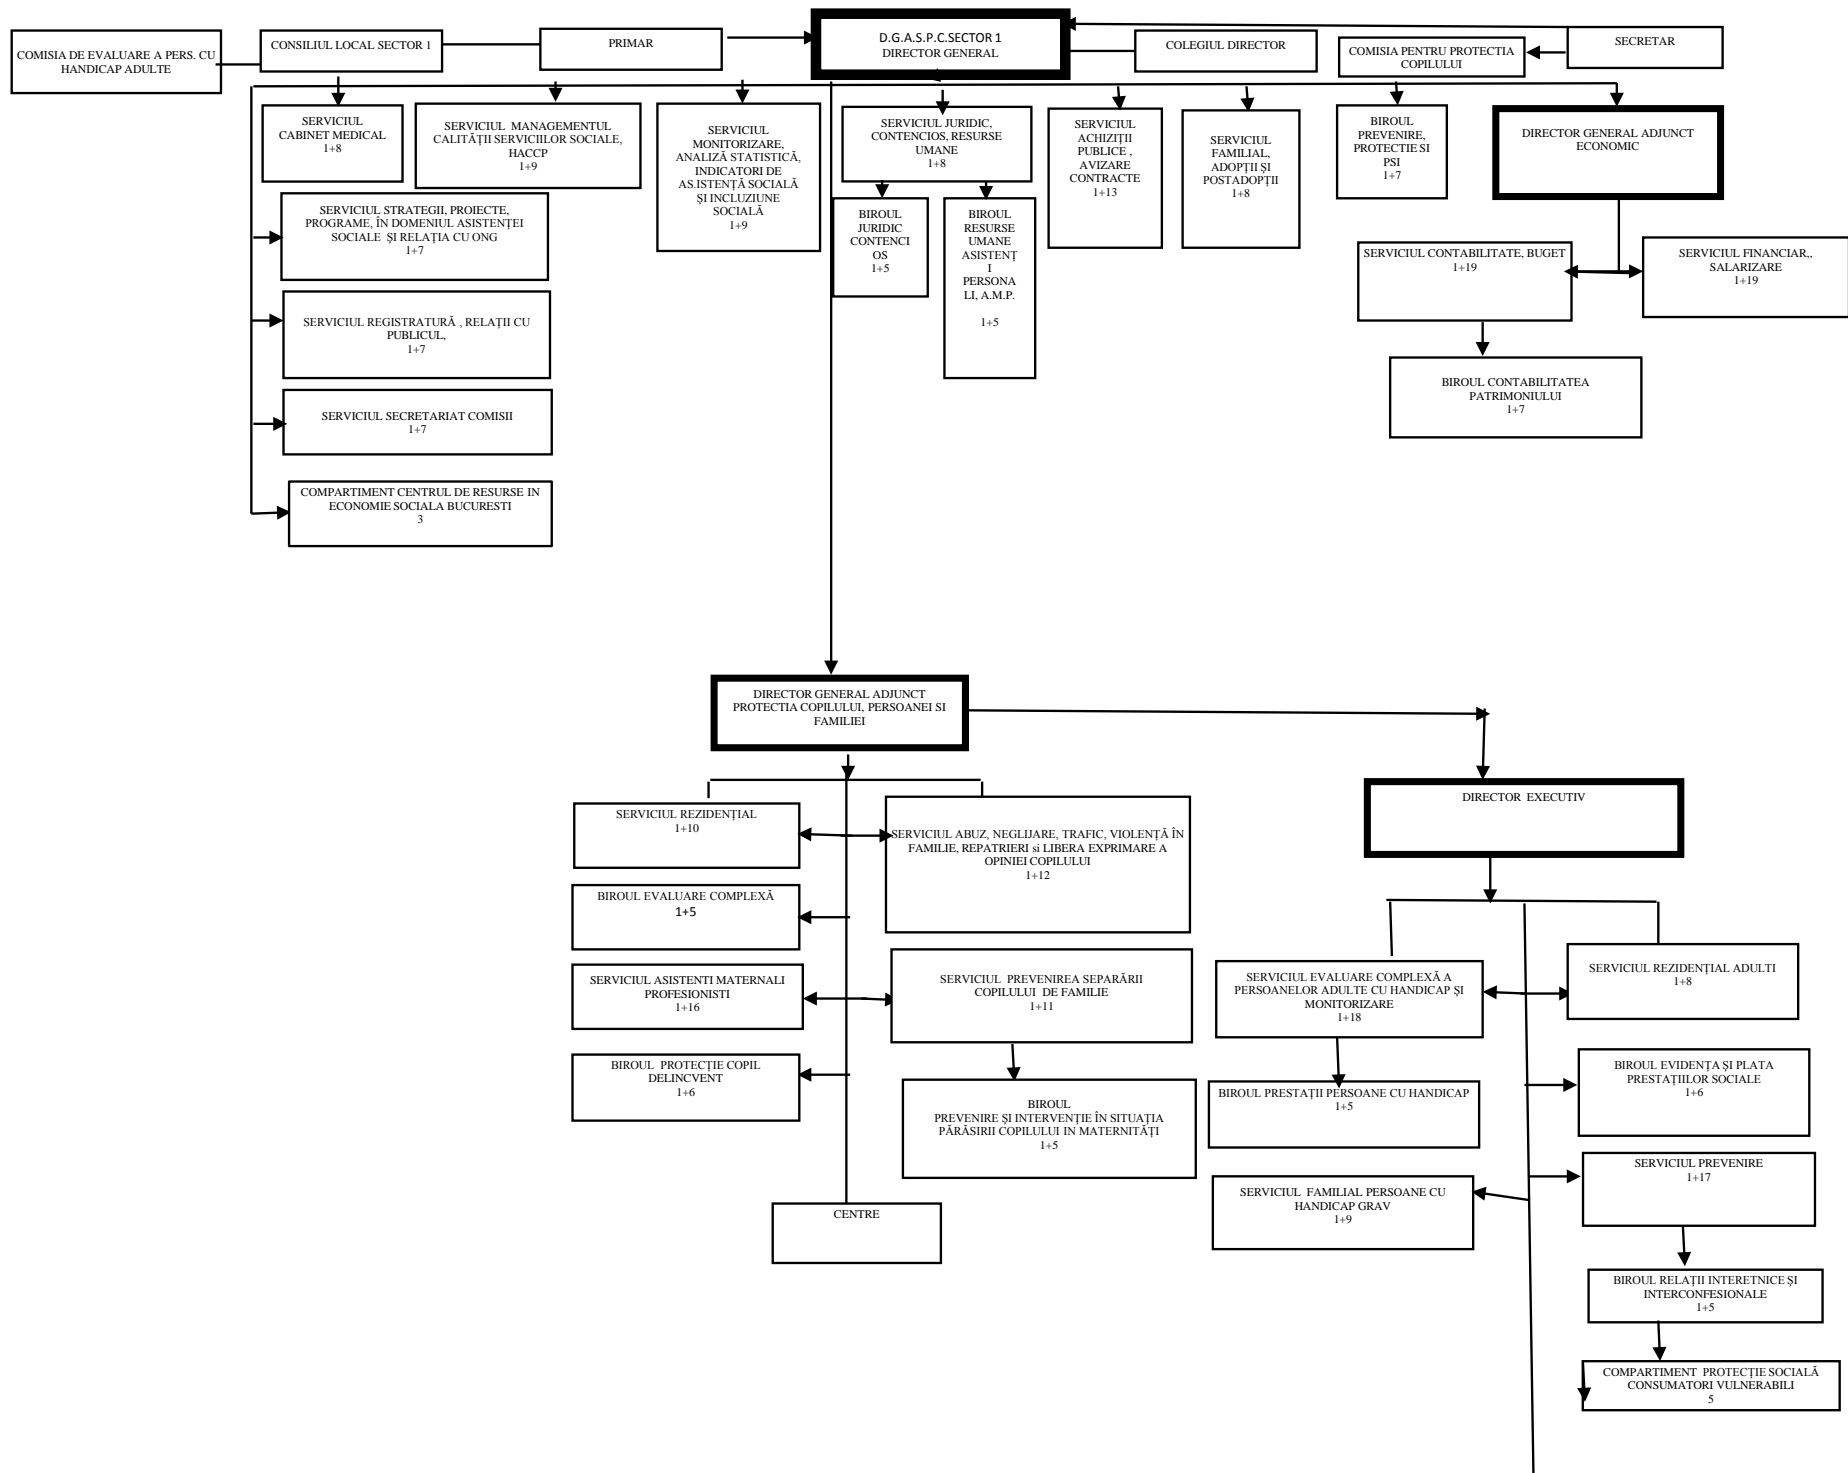 COMISIA DE EVALUARE A PERS. CU
HANDICAP ADULTE
CONSILIUL LOCAL SECTOR 1
PRIMAR
D.G.A.S.P.C.SECTOR 1
DIRECTOR GENERAL
COLEGIUL DIRECTOR
COMISIA PENTRU PROTECTIA
COPILULUI
SECRETAR
SERVICIUL
CABINET MEDICAL
1+8
SERVICIUL MANAGEMENTUL
CALITĂȚII SERVICIILOR SOCIALE,
HACCP
1+9
SERVICIUL
MONITORIZARE,
ANALIZĂ STATISTICĂ,
INDICATORI DE
AS.ISTENȚĂ SOCIALĂ
ȘI INCLUZIUNE
SOCIALĂ
1+9
SERVICIUL JURIDIC,
CONTENCIOS, RESURSE
UMANE
1+8
SERVICIUL
ACHIZIȚII
PUBLICE ,
AVIZARE
CONTRACTE
1+13
SERVICIUL
FAMILIAL,
ADOPȚII ȘI
POSTADOPȚII
1+8
BIROUL
PREVENIRE,
PROTECTIE SI
PSI
1+7
DIRECTOR GENERAL ADJUNCT
ECONOMIC
SERVICIUL STRATEGII, PROIECTE,
PROGRAME, ÎN DOMENIUL ASISTENȚEI
SOCIALE ȘI RELAȚIA CU ONG
1+7
BIROUL
JURIDIC
CONTENCI
OS
1+5
BIROUL
RESURSE
UMANE
ASISTENȚ
I
PERSONA
LI, A.M.P.
1+5
SERVICIUL CONTABILITATE, BUGET
1+19
SERVICIUL FINANCIAR,,
SALARIZARE
1+19
SERVICIUL REGISTRATURĂ , RELAȚII CU
PUBLICUL,
1+7
BIROUL CONTABILITATEA
PATRIMONIULUI
1+7
SERVICIUL SECRETARIAT COMISII
1+7
COMPARTIMENT CENTRUL DE RESURSE IN
ECONOMIE SOCIALA BUCURESTI
3
DIRECTOR GENERAL ADJUNCT
PROTECTIA COPILULUI, PERSOANEI SI
FAMILIEI
DIRECTOR EXECUTIV
SERVICIUL REZIDENȚIAL
1+10
SERVICIUL ABUZ, NEGLIJARE, TRAFIC, VIOLENȚĂ ÎN
FAMILIE, REPATRIERI si LIBERA EXPRIMARE A
OPINIEI COPILULUI
1+12
BIROUL EVALUARE COMPLEXĂ
1+5
SERVICIUL ASISTENTI MATERNALI
PROFESIONISTI
1+16
SERVICIUL PREVENIREA SEPARĂRII
COPILULUI DE FAMILIE
1+11
BIROUL PROTECȚIE COPIL
DELINCVENT
1+6
BIROUL
PREVENIRE ȘI INTERVENȚIE ÎN SITUAȚIA
PĂRĂSIRII COPILULUI IN MATERNITĂȚI
1+5
CENTRE
SERVICIUL EVALUARE COMPLEXĂ A
PERSOANELOR ADULTE CU HANDICAP ȘI
MONITORIZARE
1+18
SERVICIUL REZIDENȚIAL ADULTI
1+8
BIROUL PRESTAȚII PERSOANE CU HANDICAP
1+5
BIROUL EVIDENȚA ȘI PLATA
PRESTAȚIILOR SOCIALE
1+6
SERVICIUL FAMILIAL PERSOANE CU
HANDICAP GRAV
1+9
SERVICIUL PREVENIRE
1+17
BIROUL RELAȚII INTERETNICE ȘI
INTERCONFESIONALE
1+5
COMPARTIMENT PROTECȚIE SOCIALĂ
CONSUMATORI VULNERABILI
5